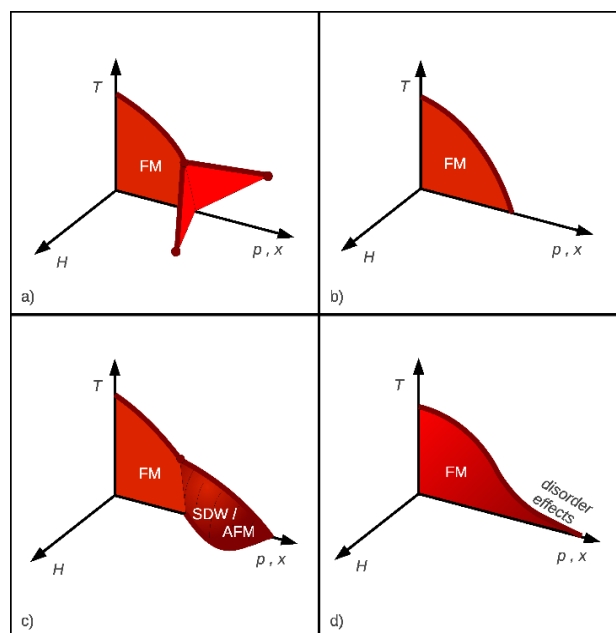 T
FM
H
p , x
a)
T
FM
H
p , x
b)
T
FM
SDW /
AFM
H
p , x
c)
T
FM
disorder
effects
H
p , x
d)